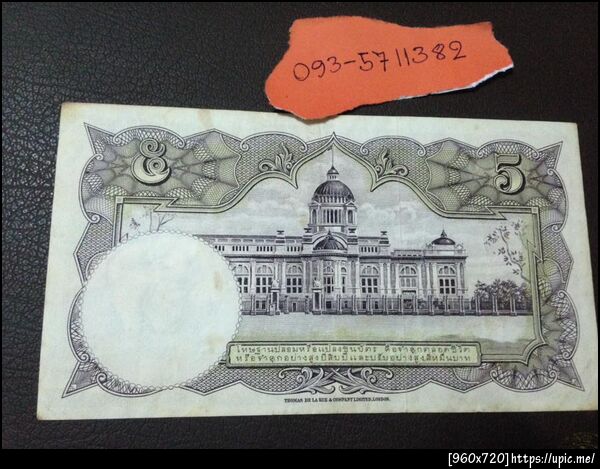 093-5711382
๕
5
โทษฐานปลอมหรือแปลงธนบัตร คือจำคุกตลอดชีวิต
หรือจำคุกอย่างสูงยี่สิบปี และปรับอย่างสูงสี่หมื่นบาท
THOMAS DE LA RUE & COMPANY, LIMITED, LONDON.
[960x720]https://upic.me/